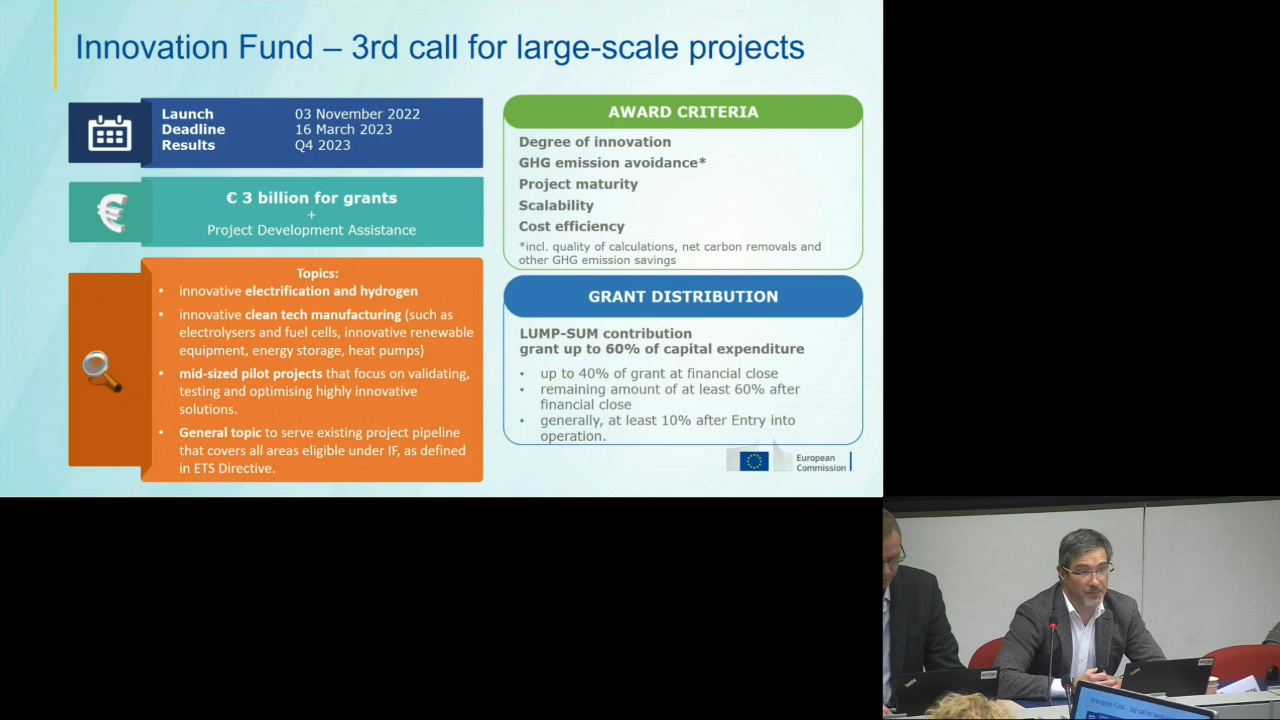 Innovation Fund – 3rd call for large-scale projects
Launch 03 November 2022
Deadline 16 March 2023
Results Q4 2023
€ 3 billion for grants
+
Project Development Assistance
Topics:
• innovative electrification and hydrogen
• innovative clean tech manufacturing (such as
electrolysers and fuel cells, innovative renewable
equipment, energy storage, heat pumps)
• mid-sized pilot projects that focus on validating,
testing and optimising highly innovative
solutions.
• General topic to serve existing project pipeline
that covers all areas eligible under IF, as defined
in ETS Directive.
AWARD CRITERIA
Degree of innovation
GHG emission avoidance*
Project maturity
Scalability
Cost efficiency
*incl. quality of calculations, net carbon removals and
other GHG emission savings
GRANT DISTRIBUTION
LUMP-SUM contribution
grant up to 60% of capital expenditure
• up to 40% of grant at financial close
• remaining amount of at least 60% after
financial close
• generally, at least 10% after Entry into
operation.
European
Commission